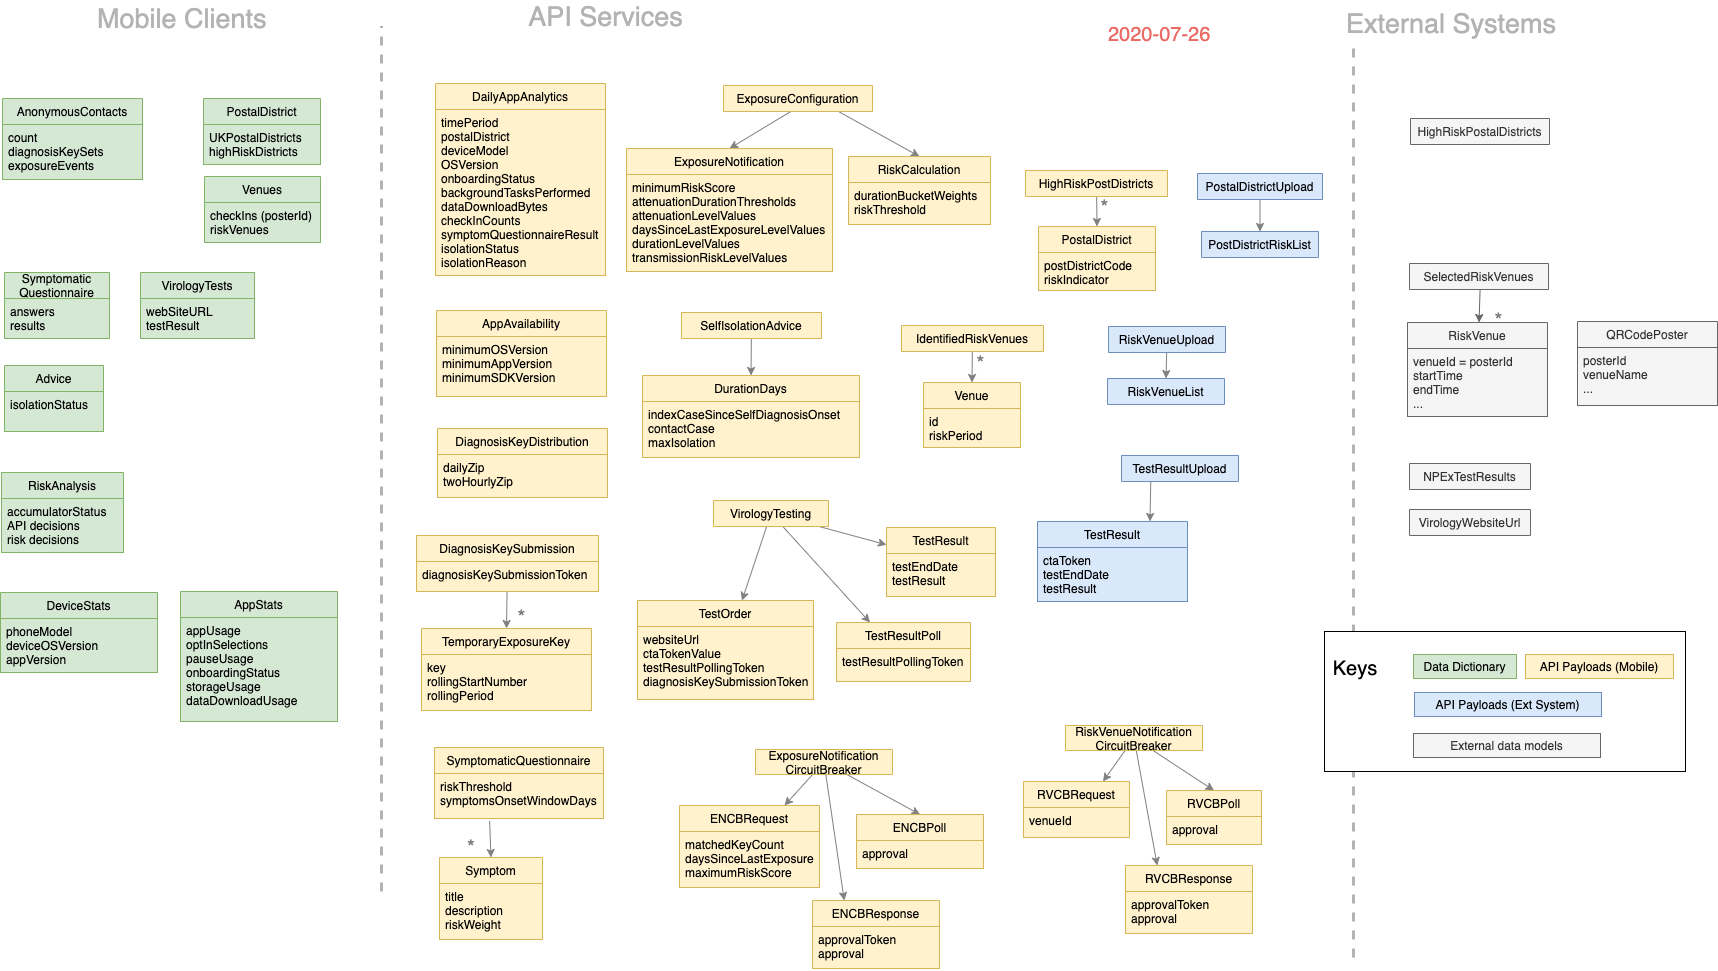 Mobile Clients
API Services
2020-07-26
External Systems
AnonymousContacts
count
diagnosisKeySets
exposureEvents
PostalDistrict
UKPostalDistricts
highRiskDistricts
Venues
checkIns (posterId)
riskVenues
Symptomatic
Questionnaire
answers
results
VirologyTests
webSiteURL
testResult
Advice
isolationStatus
RiskAnalysis
accumulatorStatus
API decisions
risk decisions
DeviceStats
phoneModel
deviceOSVersion
appVersion
AppStats
appUsage
optInSelections
pauseUsage
onboardingStatus
storageUsage
dataDownloadUsage
DailyAppAnalytics
timePeriod
postalDistrict
deviceModel
OSVersion
onboardingStatus
backgroundTasksPerformed
dataDownloadBytes
checkInCounts
symptomQuestionnaireResult
isolationStatus
isolationReason
ExposureConfiguration
ExposureNotification
minimumRiskScore
attenuationDurationThresholds
attenuationLevelValues
daysSinceLastExposureLevelValues
durationLevelValues
transmissionRiskLevelValues
RiskCalculation
durationBucketWeights
riskThreshold
HighRiskPostDistricts
*
PostalDistrict
postDistrictCode
riskIndicator
PostalDistrictUpload
PostDistrictRiskList
AppAvailability
minimumOSVersion
minimumAppVersion
minimumSDKVersion
SelfIsolationAdvice
DurationDays
indexCaseSinceSelfDiagnosisOnset
contactCase
maxIsolation
IdentifiedRiskVenues
*
Venue
id
riskPeriod
RiskVenueUpload
RiskVenueList
DiagnosisKeyDistribution
dailyZip
twoHourlyZip
TestResultUpload
TestResult
ctaToken
testEndDate
testResult
VirologyTesting
TestResult
testEndDate
testResult
TestOrder
websiteUrl
ctaTokenValue
testResultPollingToken
diagnosisKeySubmissionToken
TestResultPoll
testResultPollingToken
DiagnosisKeySubmission
diagnosisKeySubmissionToken
*
TemporaryExposureKey
key
rollingStartNumber
rollingPeriod
SymptomaticQuestionnaire
riskThreshold
symptomsOnsetWindowDays
*
Symptom
title
description
riskWeight
ExposureNotification
CircuitBreaker
ENCBRequest
matchedKeyCount
daysSinceLastExposure
maximumRiskScore
ENCBPoll
approval
ENCBResponse
approvalToken
approval
RiskVenueNotification
CircuitBreaker
RVCBRequest
venueId
RVCBPoll
approval
RVCBResponse
approvalToken
approval
HighRiskPostalDistricts
SelectedRiskVenues
*
RiskVenue
venueId = posterId
startTime
endTime
...
QRCodePoster
posterId
venueName
...
NPExTestResults
VirologyWebsiteUrl
Keys
Data Dictionary
API Payloads (Mobile)
API Payloads (Ext System)
External data models